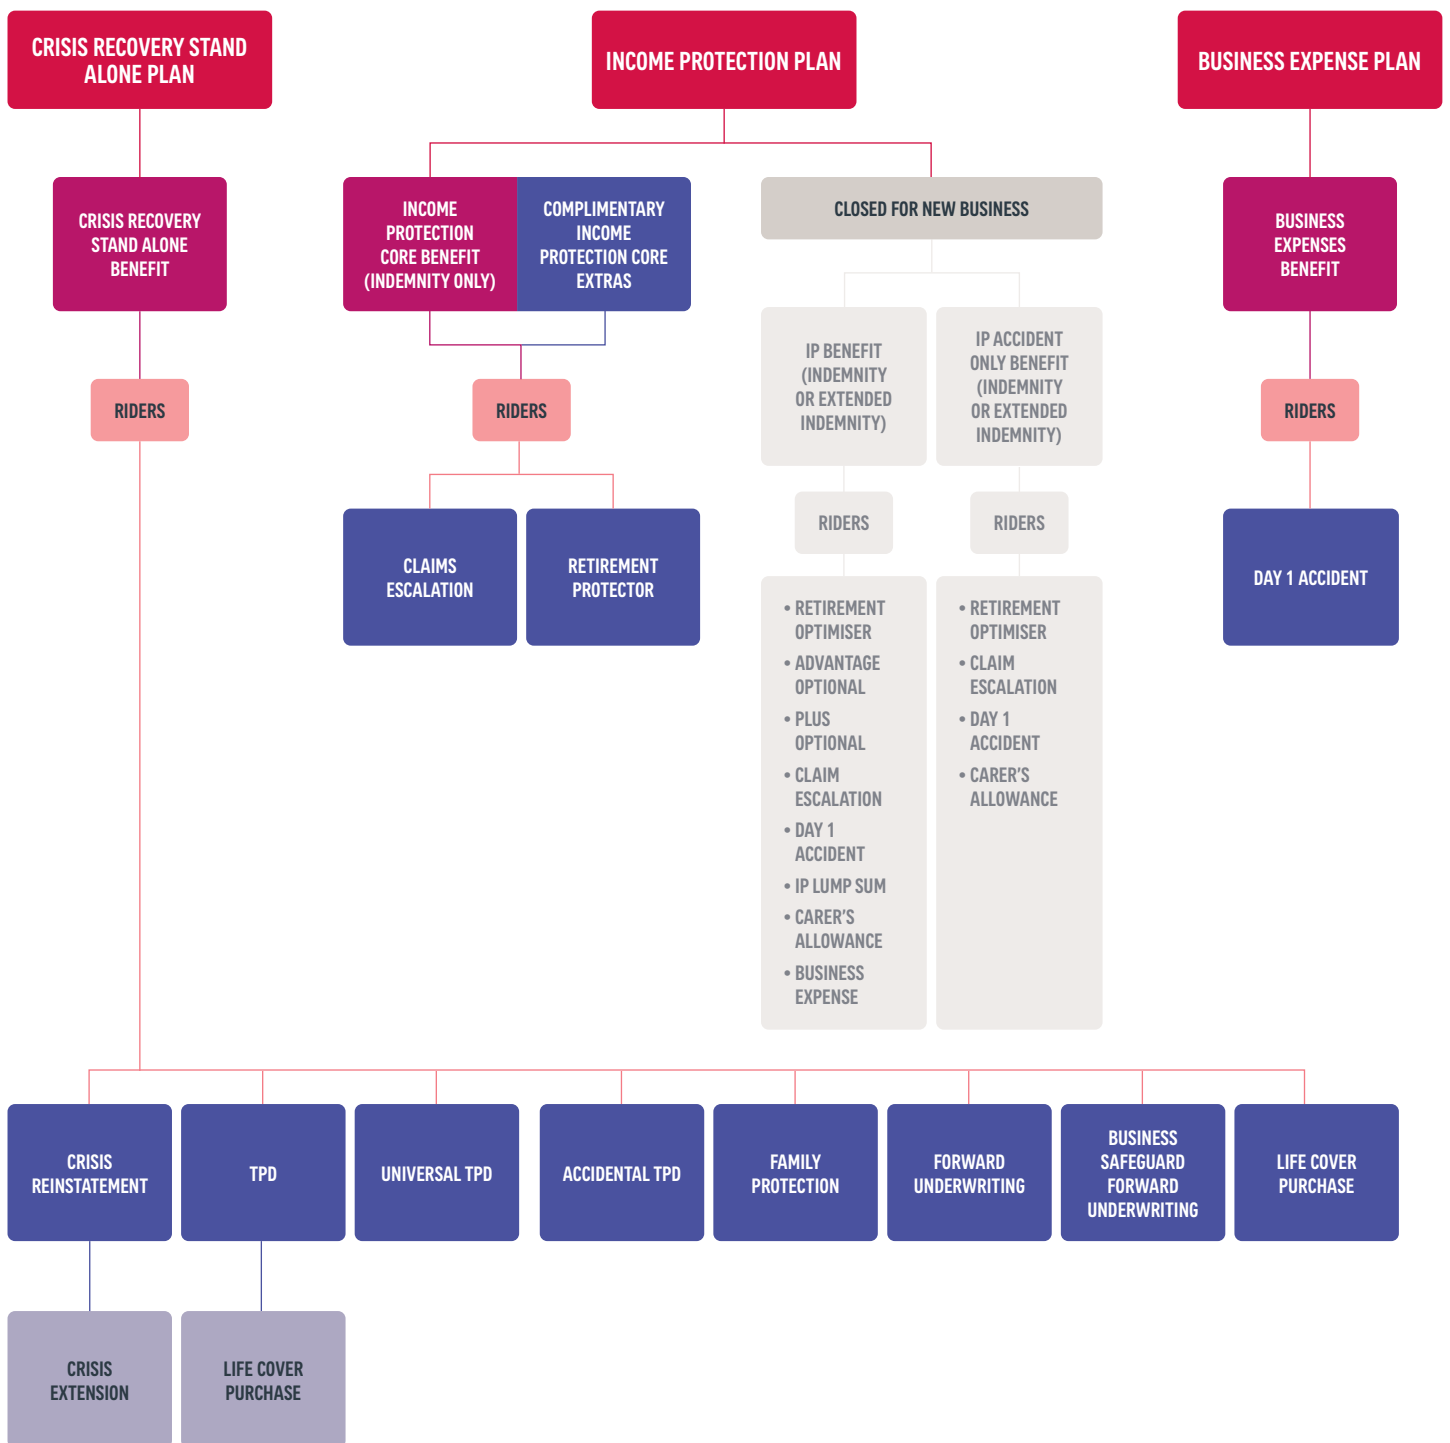 CRISIS RECOVERY STAND
ALONE PLAN
INCOME PROTECTION PLAN
BUSINESS EXPENSE PLAN
CRISIS RECOVERY
STAND ALONE
BENEFIT
INCOME
PROTECTION
CORE BENEFIT
(INDEMNITY ONLY)
COMPLIMENTARY
INCOME
PROTECTION CORE
EXTRAS
CLOSED FOR NEW BUSINESS
BUSINESS
EXPENSES
BENEFIT
IP BENEFIT
(INDEMNITY
OR EXTENDED
INDEMNITY)
IP ACCIDENT
ONLY BENEFIT
(INDEMNITY
OR EXTENDED
INDEMNITY)
RIDERS
RIDERS
RIDERS
CLAIMS
ESCALATION
RETIREMENT
PROTECTOR
RIDERS
RIDERS
DAY 1 ACCIDENT
• RETIREMENT
OPTIMISER
• ADVANTAGE
OPTIONAL
• PLUS
OPTIONAL
• CLAIM
ESCALATION
• DAY 1
ACCIDENT
• IP LUMP SUM
• CARER'S
ALLOWANCE
• BUSINESS
EXPENSE
• RETIREMENT
OPTIMISER
• CLAIM
ESCALATION
• DAY 1
ACCIDENT
• CARER'S
ALLOWANCE
CRISIS
REINSTATEMENT
TPD
UNIVERSAL TPD
ACCIDENTAL TPD
FAMILY
PROTECTION
FORWARD
UNDERWRITING
BUSINESS
SAFEGUARD
FORWARD
UNDERWRITING
LIFE COVER
PURCHASE
CRISIS
EXTENSION
LIFE COVER
PURCHASE